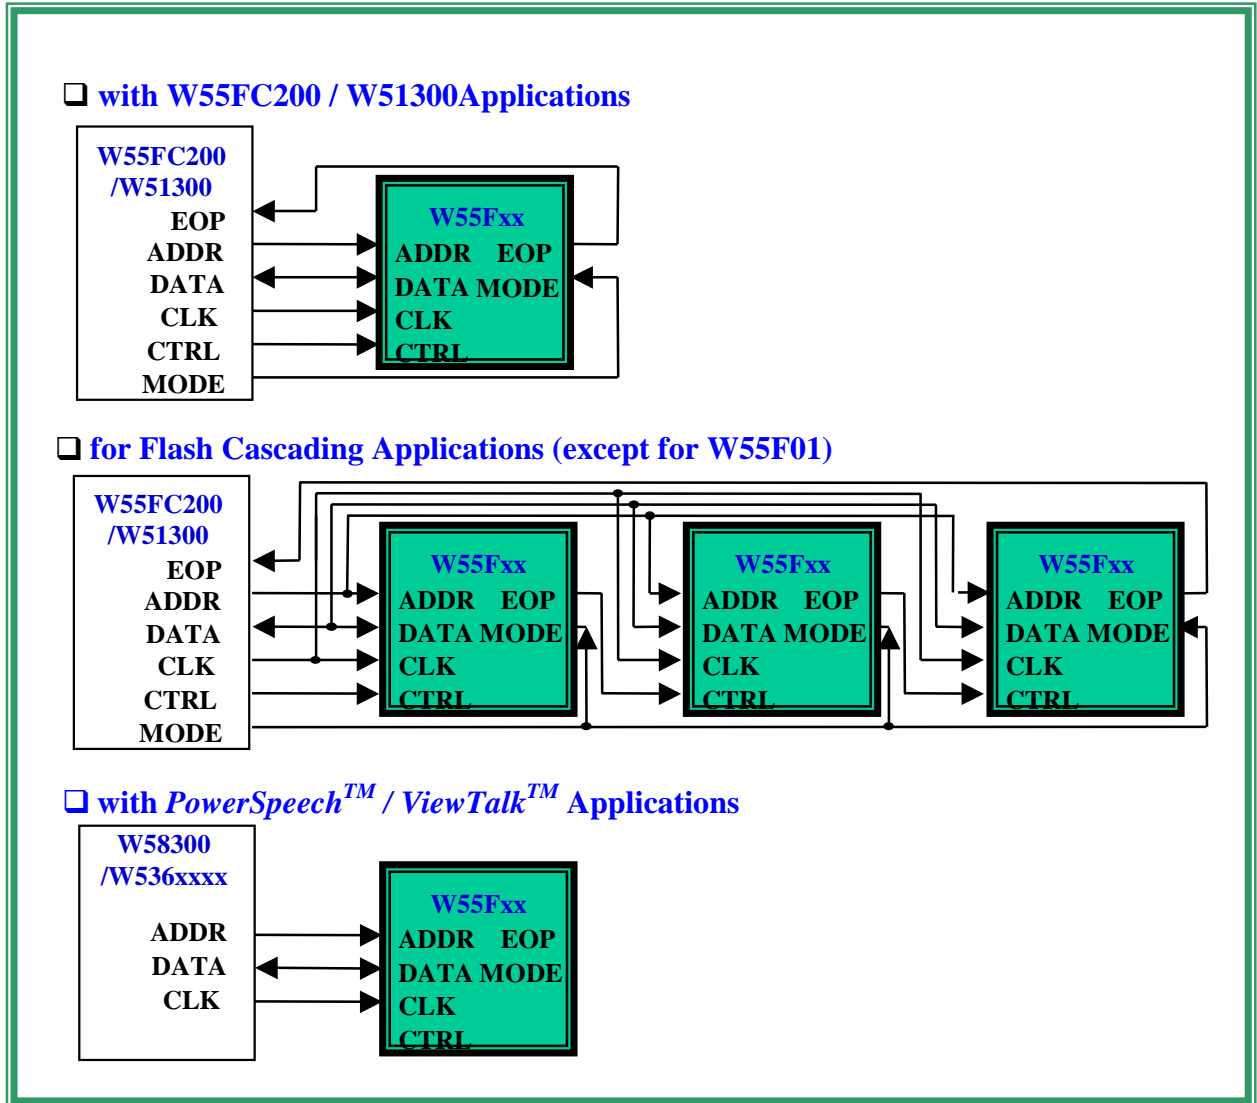 ❑ with W55FC200 / W51300Applications
W55FC200
/W51300
EOP
ADDR
DATA
CLK
CTRL
MODE
W55Fxx
ADDR EOP
DATA MODE
CLK
CTRL
❑ for Flash Cascading Applications (except for W55F01)
W55FC200
/W51300
EOP
ADDR
DATA
CLK
CTRL
MODE
W55Fxx
ADDR EOP
DATA MODE
CLK
CTRL
W55Fxx
ADDR EOP
DATA MODE
CLK
CTRL
W55Fxx
ADDR EOP
DATA MODE
CLK
CTRL
❑ with PowerSpeechTM / ViewTalkTM Applications
W58300
/W536xxxx
ADDR
DATA
CLK
W55Fxx
ADDR EOP
DATA MODE
CLK
CTRL